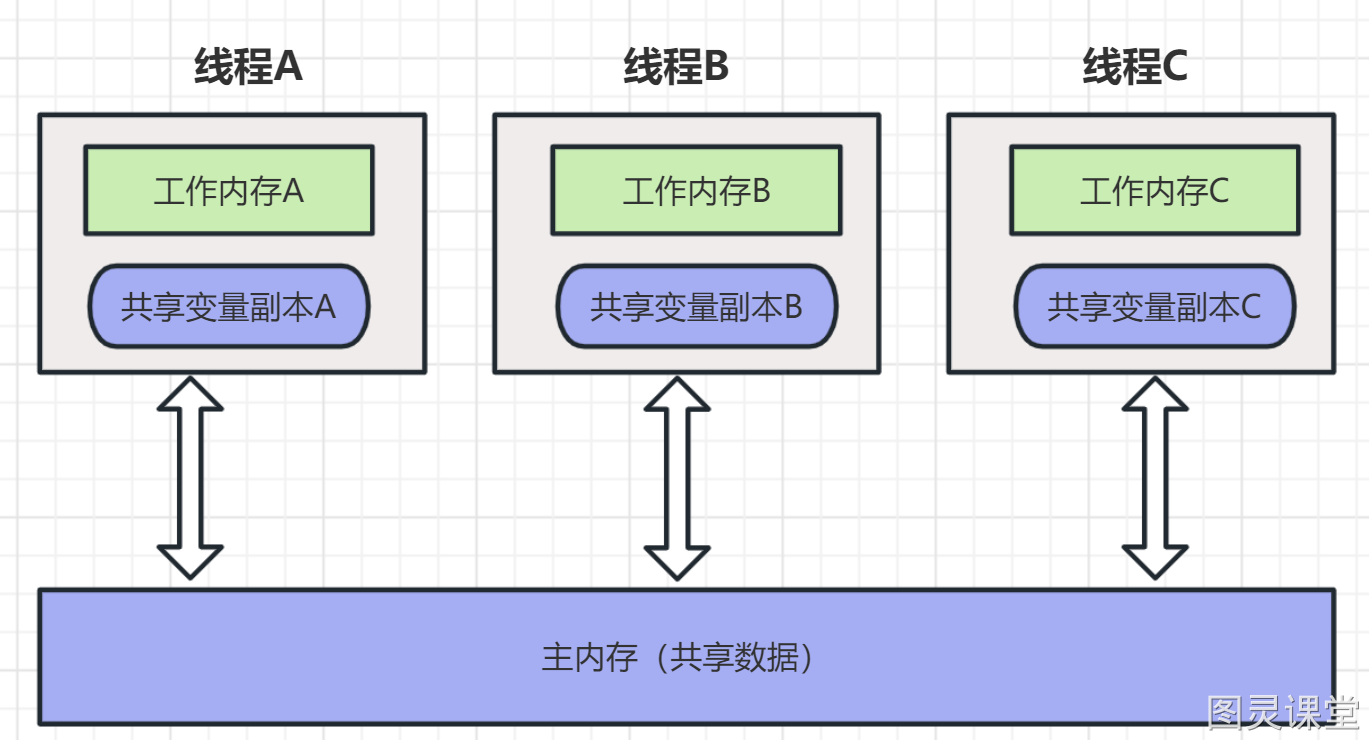 线程A
线程B
线程C
工作内存A
工作内存B
工作内存C
共享变量副本A
共享变量副本B
共享变量副本C
主内存（共享数据）
图灵课堂